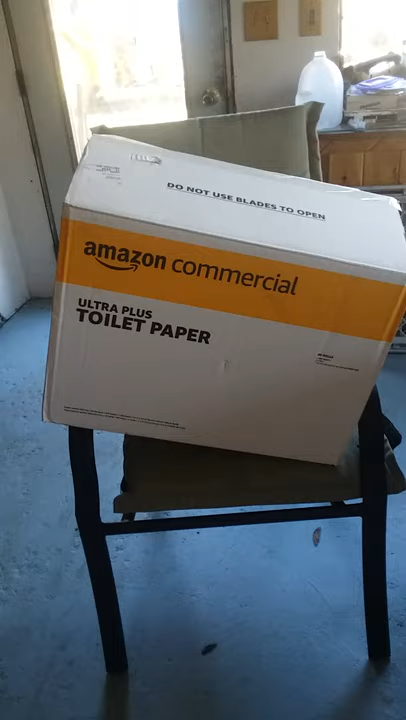 DO NOT USE BLADES TO OPEN
amazon commercial
ULTRA PLUS
TOILET PAPER